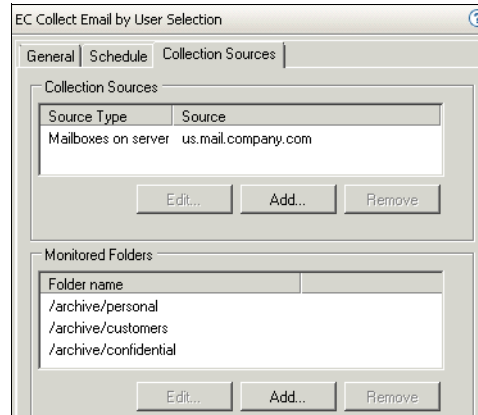 EC Collect Email by User Selection
General Schedule Collection Sources
Collection Sources
Source Type Source
Mailboxes on server us.mail.company.com
Edit... Add... Remove
Monitored Folders
Folder name
/archive/personal
/archive/customers
/archive/confidential
Edit... Add... Remove